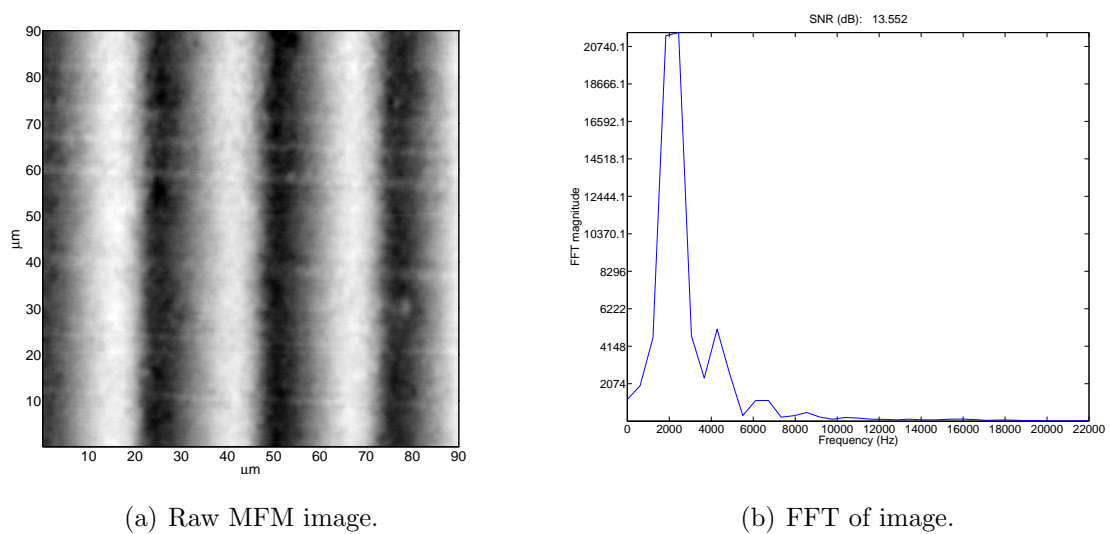 90
80
70
60
50
40
30
20
10
μm
10 20 30 40 50 60 70 80 90
μm
(a) Raw MFM image.
SNR (dB): 13.552
20740.1
18666.1
16592.1
14518.1
12444.1
10370.1
8296
6222
4148
2074
FFT magnitude
0 2000 4000 6000 8000 10000 12000 14000 16000 18000 20000 22000
Frequency (Hz)
(b) FFT of image.